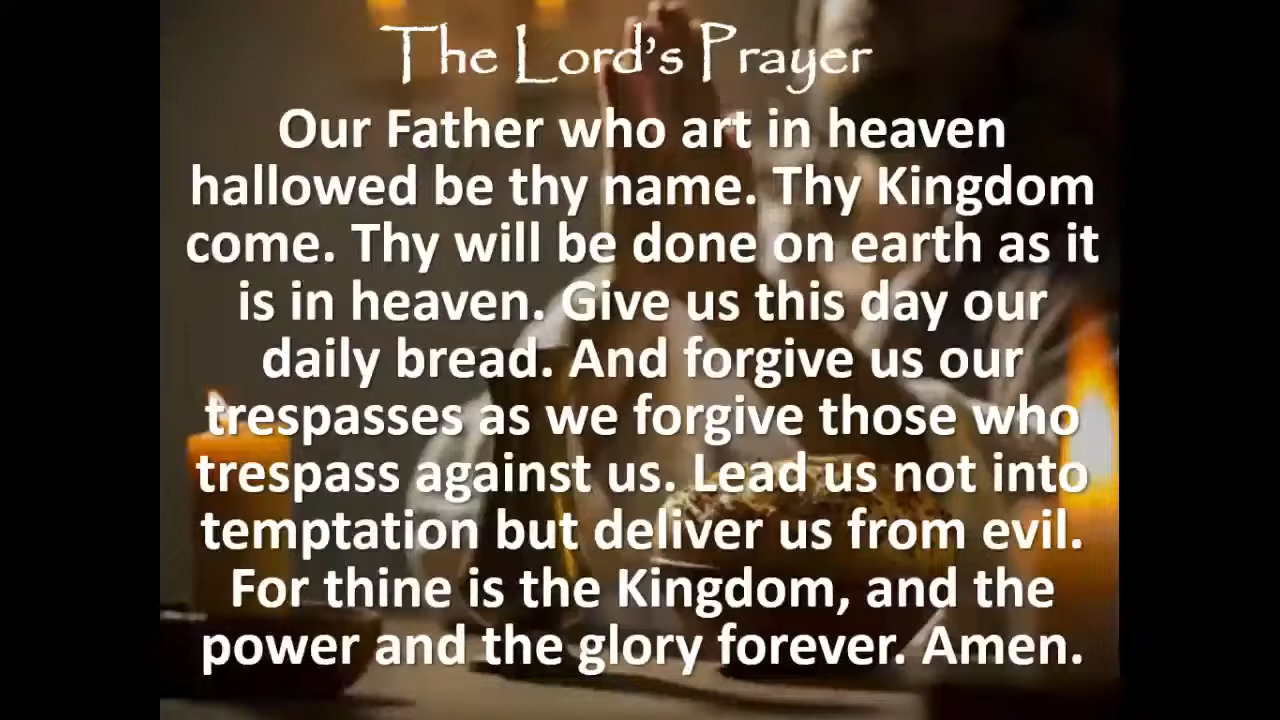 The Lord's Prayer
Our Father who art in heaven
hallowed be thy name. Thy Kingdom
come. Thy will be done on earth as it
is in heaven. Give us this day our
daily bread. And forgive us our
trespasses as we forgive those who
trespass against us. Lead us not into
temptation but deliver us from evil.
For thine is the Kingdom, and the
power and the glory forever. Amen.